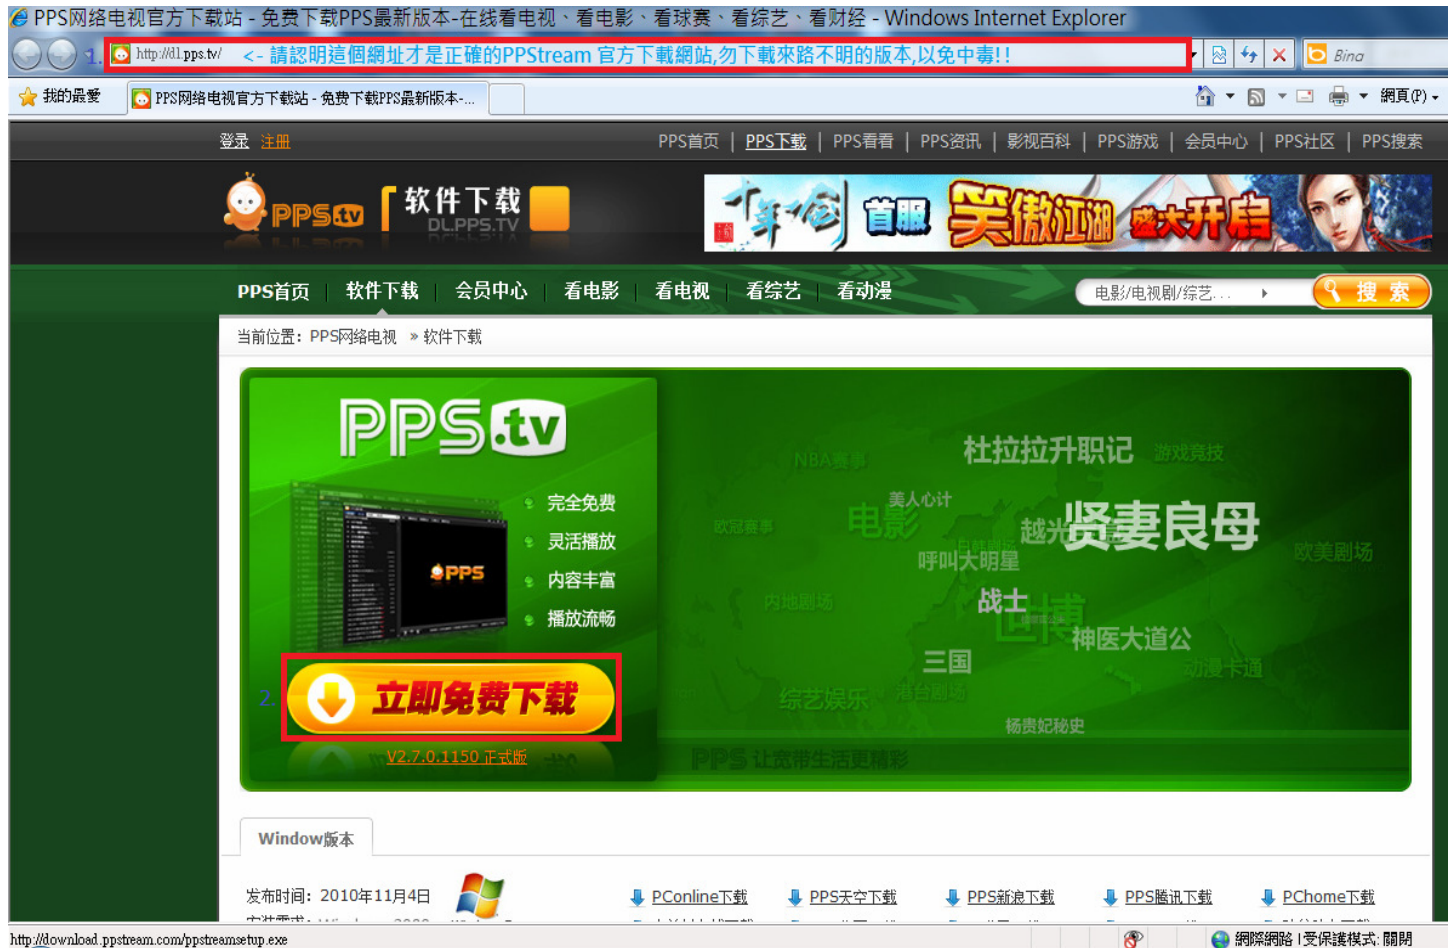 PPS网络电视官方下载站 - 免费下载PPS最新版本-在线看电视、看电影、看球赛、看综艺、看财经 - Windows Internet Explorer
1. http://dl.pps.tv/ <- 請認明這個網址才是正確的PPStream 官方下載網站,勿下載來路不明的版本,以免中毒!! Bing
我的最愛 PPS网络电视官方下载站 - 免费下载PPS最新版本-... 網頁(P)
登录 注册 PPS首页 | PPS下载 | PPS看看 | PPS资讯 | 影视百科 | PPS游戏 | 会员中心 | PPS社区 | PPS搜索
PPS.tv 软件下载
DL.PPS.TV
十年一剑 首服 笑傲江湖 盛大开启
PPS首页 软件下载 会员中心 看电影 看电视 看综艺 看动漫 电影/电视剧/综艺... 搜索
当前位置: PPS网络电视 » 软件下载
PPS.tv
完全免费
灵活播放
内容丰富
播放流畅
PPS
2. 立即免费下载
V2.7.0.1150 正式版
杜拉拉升职记 游戏竞技
NBA赛事
美人心计
电影
欧冠赛事
越光
贤妻良母
呼叫大明星
欧美剧场
内地剧场
战士
世博
神医大道公
三国
动漫卡通
综艺娱乐 港台剧场
杨贵妃秘史
PPS 让宽带生活更精彩
Window版本
发布时间: 2010年11月4日 PConline下载 PPS天空下载 PPS新浪下载 PPS腾讯下载 PChome下载
http://download.ppstream.com/ppstreamsetup.exe 網際網路 | 受保護模式: 關閉